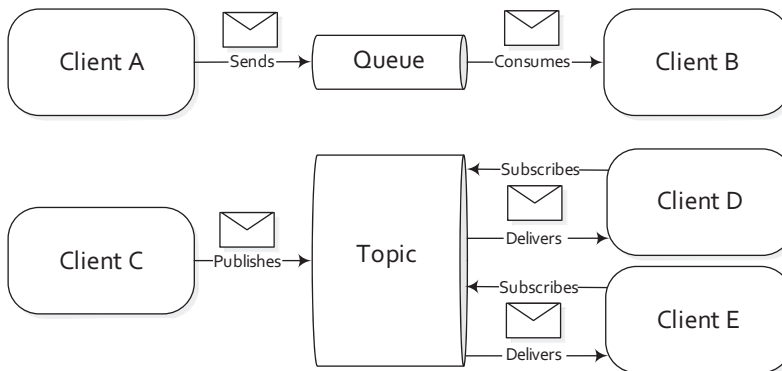 Client A
Sends
Queue
Consumes
Client B
Client C
Publishes
Topic
Subscribes
Delivers
Client D
Subscribes
Delivers
Client E